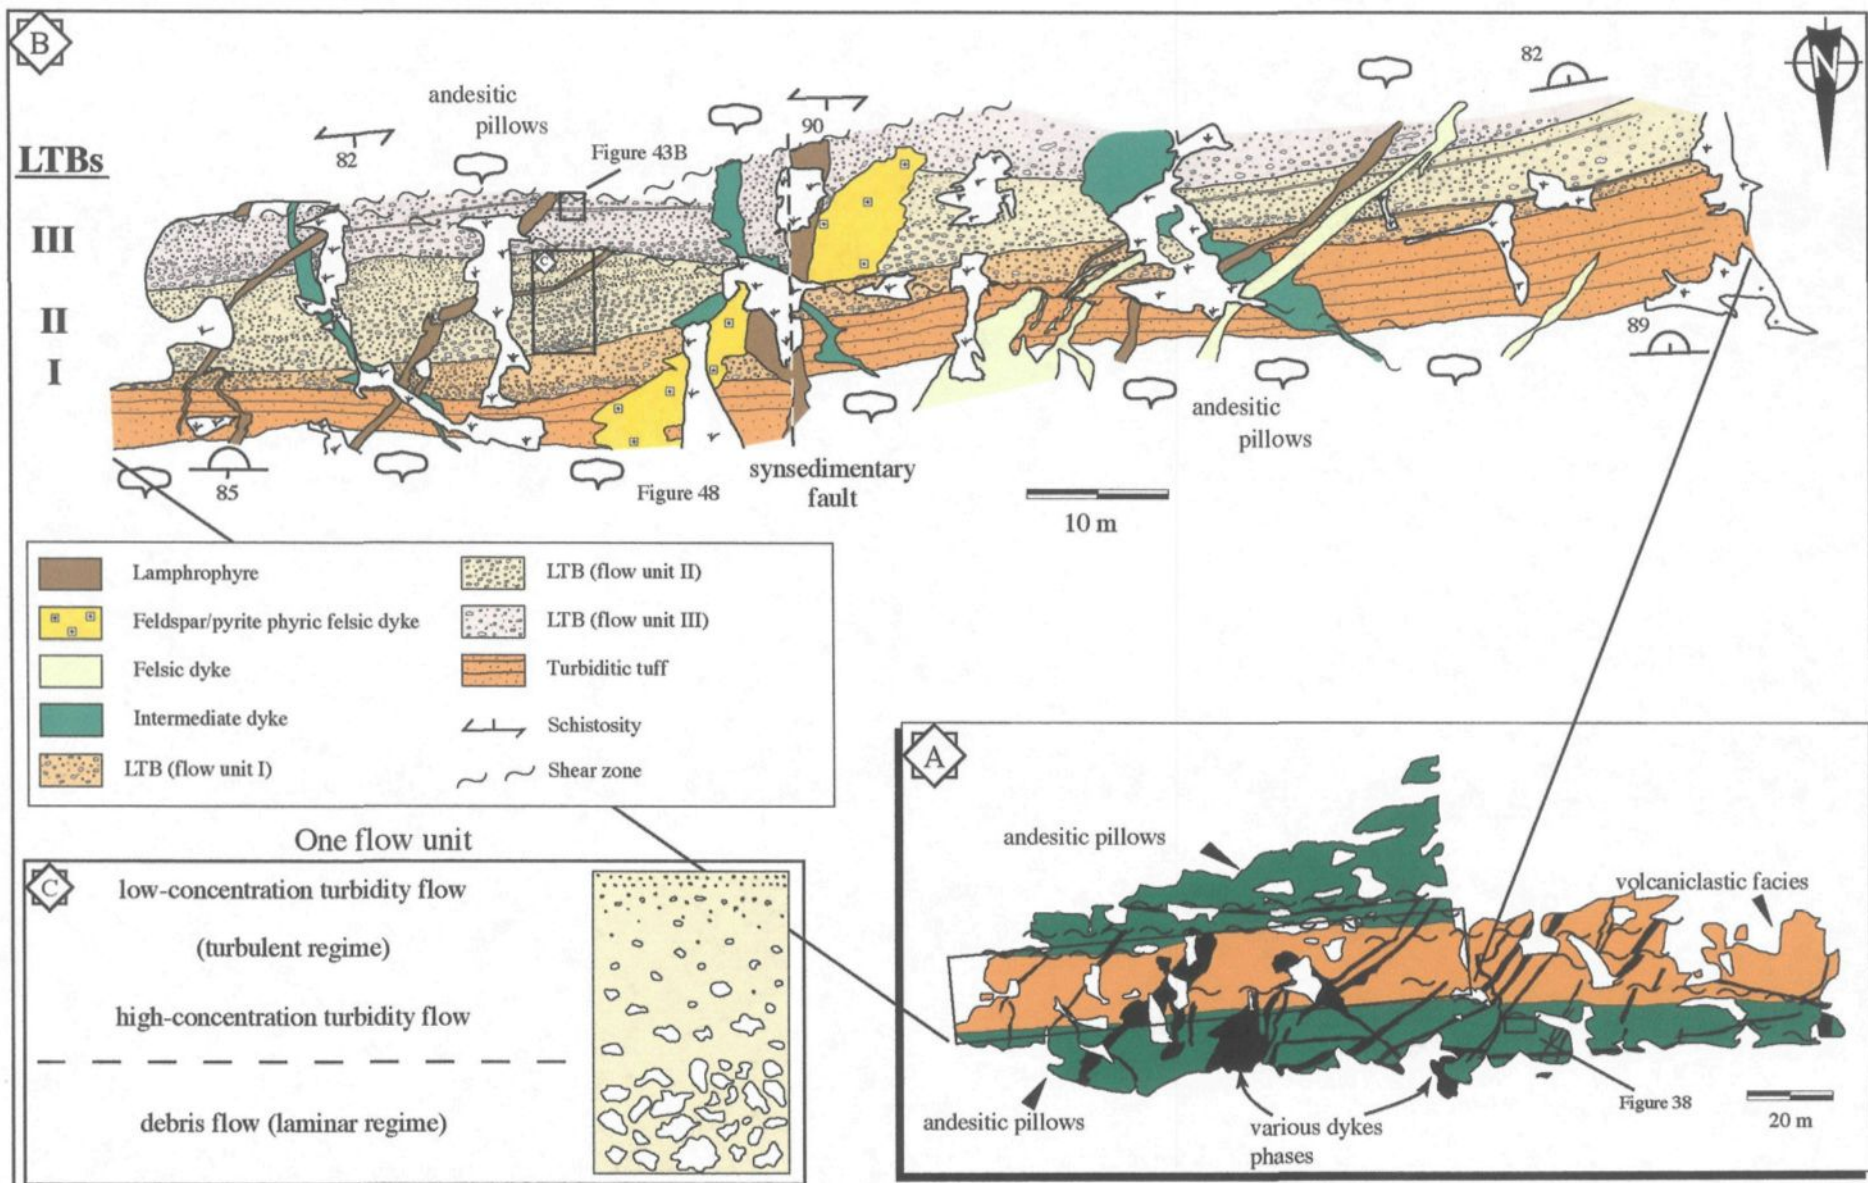 B
N
82
andesitic
pillows
90
LTBs
82
Figure 43B
III
C
II
I
89
andesitic
pillows
85
Figure 48
synsedimentary
fault
10 m
Lamphrophyre
Feldspar/pyrite phyric felsic dyke
Felsic dyke
Intermediate dyke
LTB (flow unit I)
LTB (flow unit II)
LTB (flow unit III)
Turbiditic tuff
Schistosity
Shear zone
One flow unit
C
low-concentration turbidity flow
(turbulent regime)
high-concentration turbidity flow
debris flow (laminar regime)
A
andesitic pillows
volcaniclastic facies
andesitic pillows
various dykes
phases
Figure 38
20 m